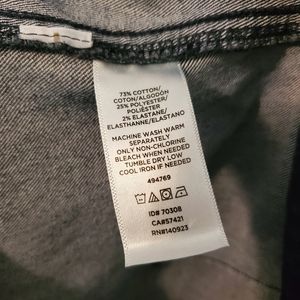 73% COTTON/
COTON/ALGODÓN
25% POLYESTER/
POLIÉSTER
2% ELASTANE/
ELASTHANNE/ELASTANO
MACHINE WASH WARM
SEPARATELY
ONLY NON-CHLORINE
BLEACH WHEN NEEDED
TUMBLE DRY LOW
COOL IRON IF NEEDED
494769
ID# 70308
CA#57421
RN#140923